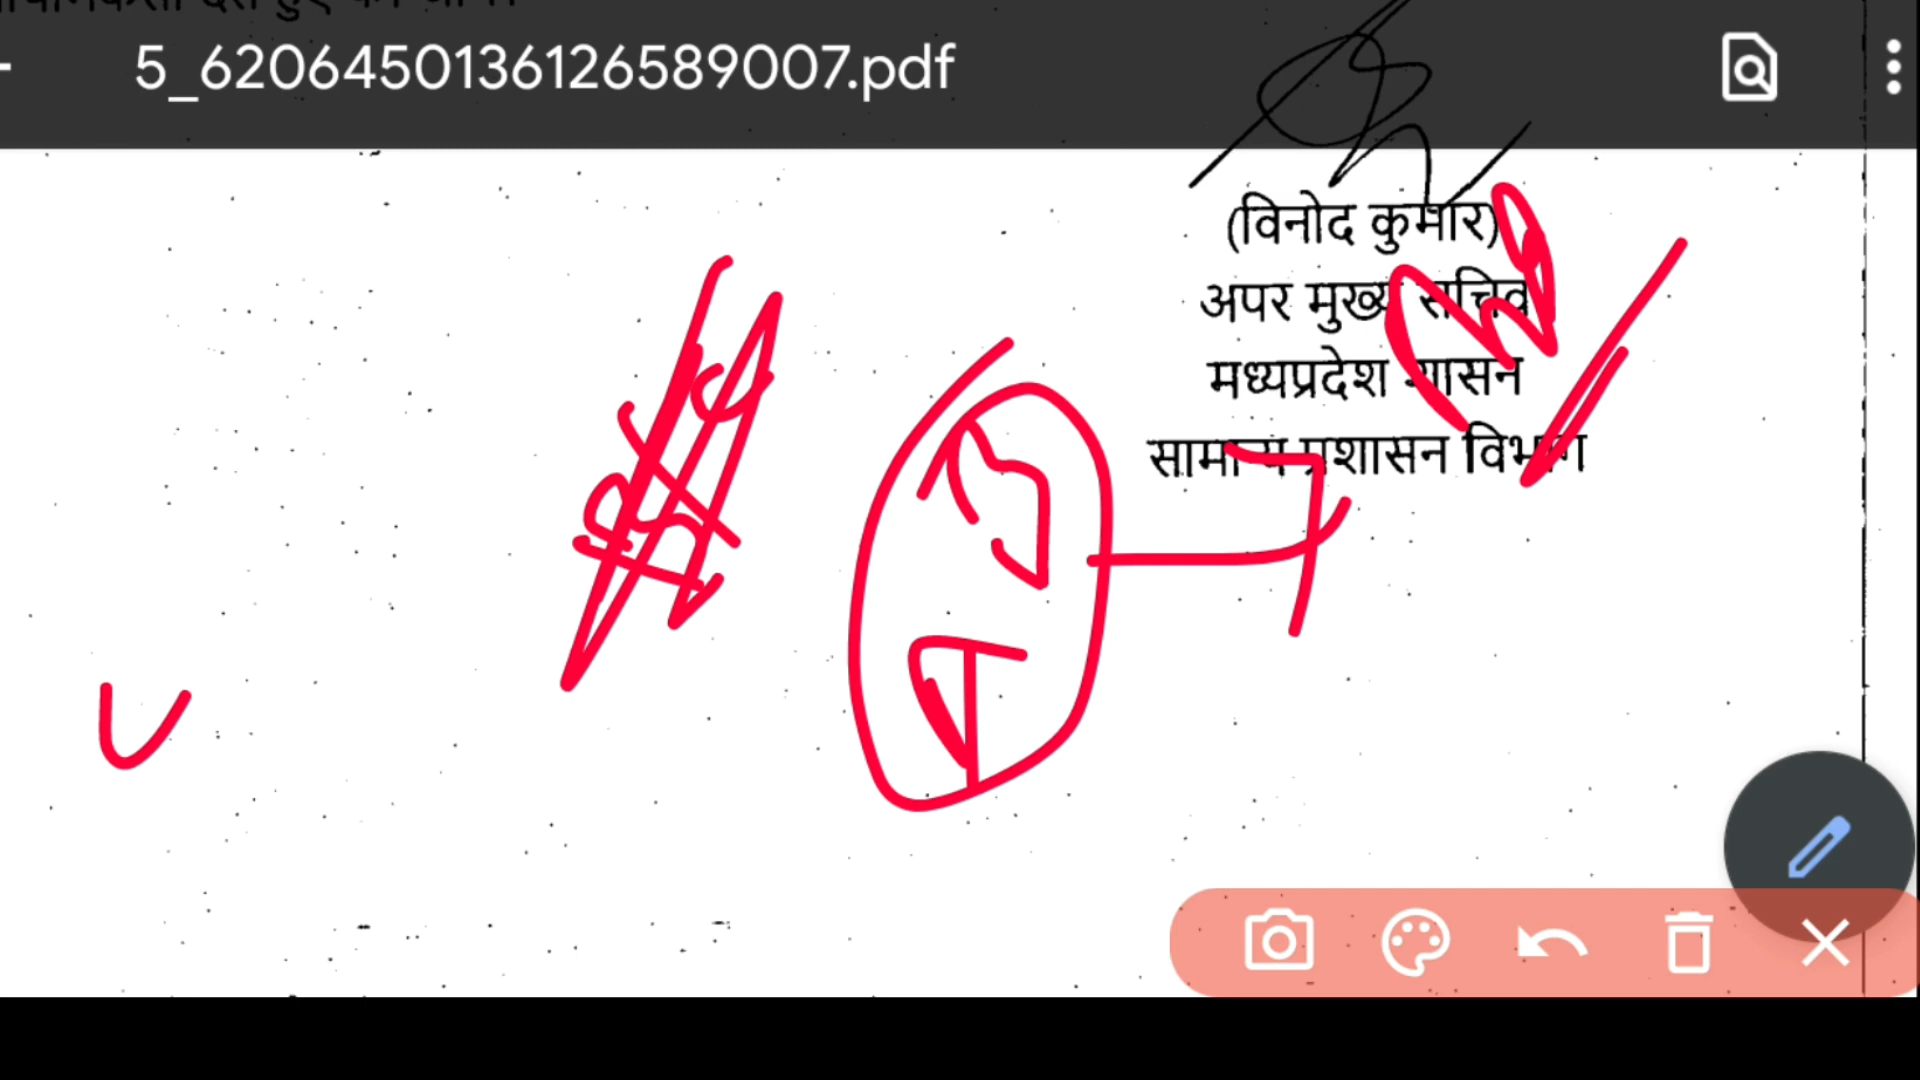 5_6206450136126589007.pdf
(विनोद कुमार)
अपर मुख्य सचिव
मध्यप्रदेश शासन
सामान्य प्रशासन विभाग